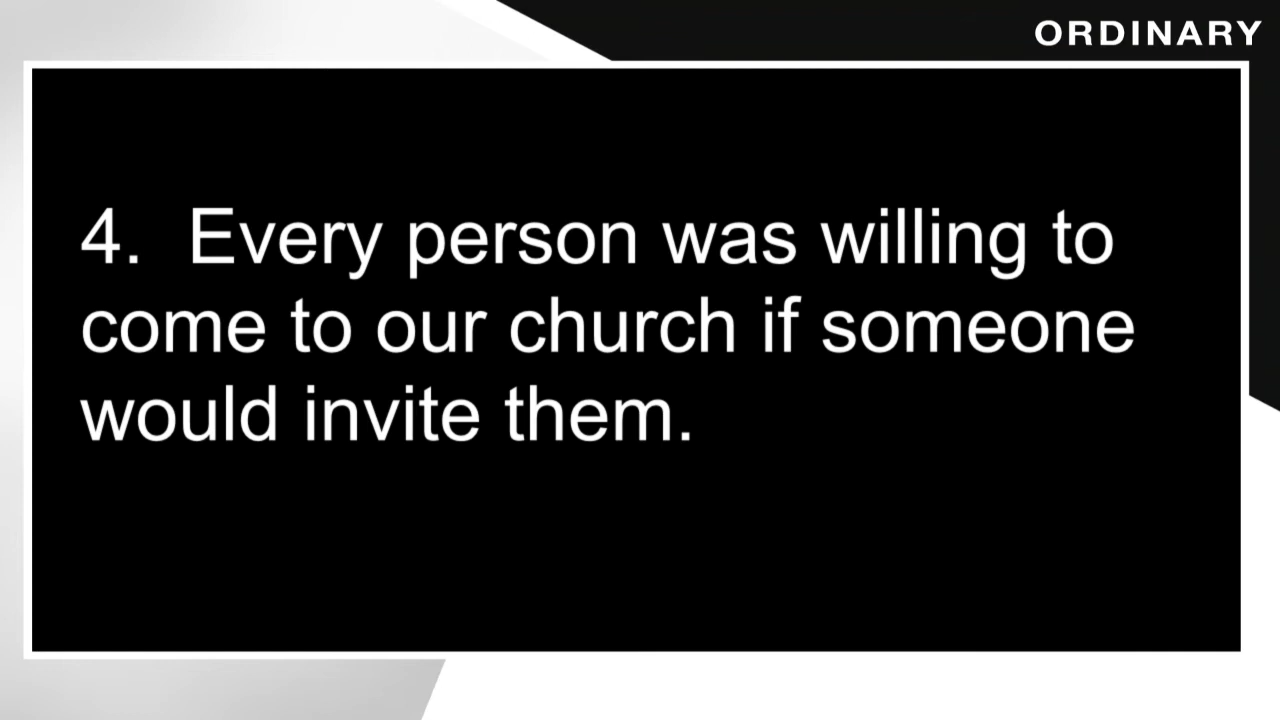 ORDINARY
4. Every person was willing to
come to our church if someone
would invite them.